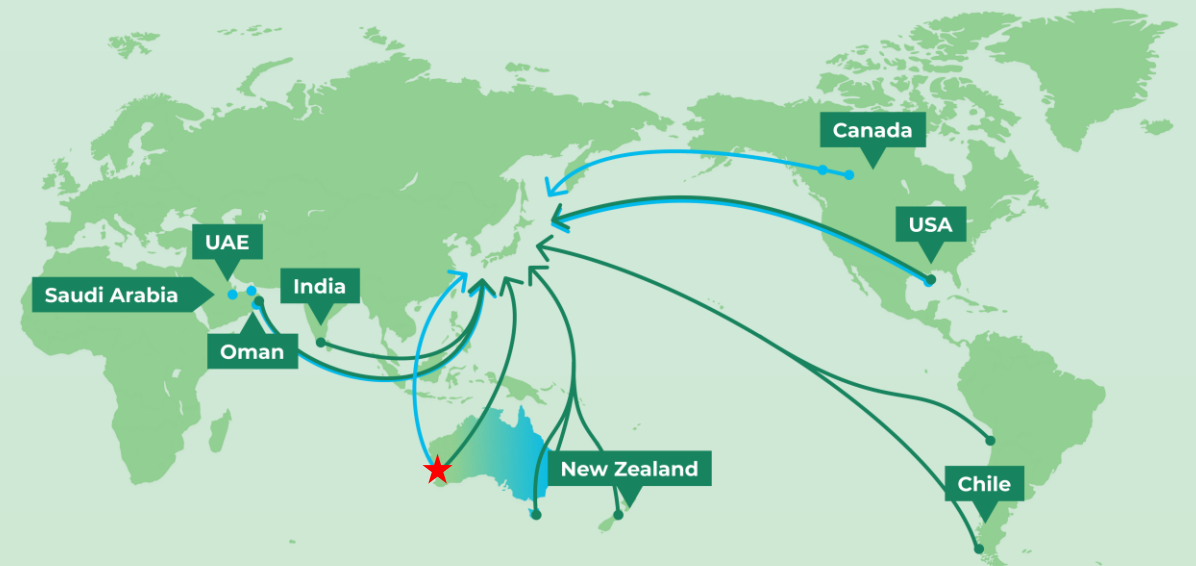 Canada
USA
UAE
Saudi Arabia
India
Oman
New Zealand
Chile